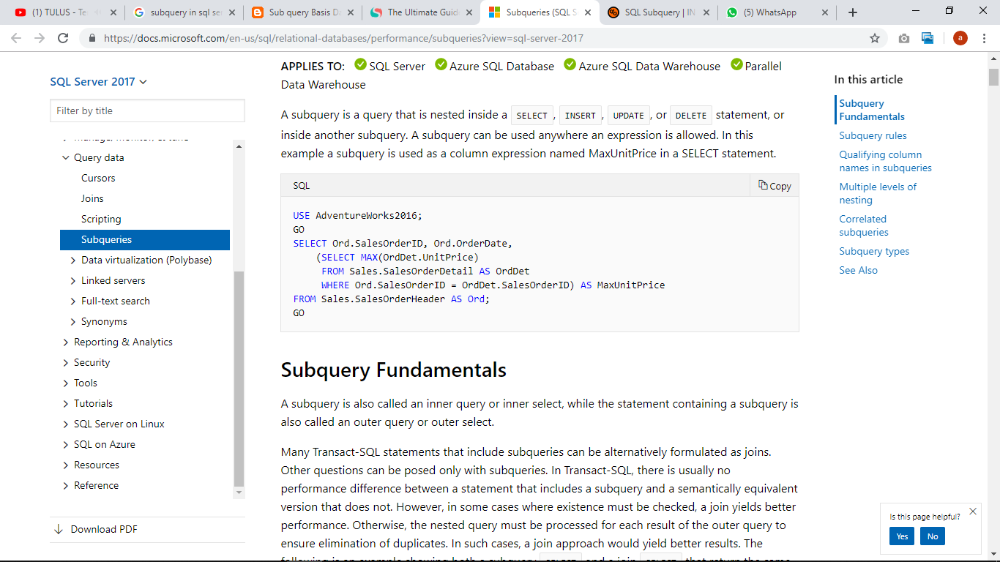 (1) TULUS - Te
subquery in sql se
Sub query Basis Da
The Ultimate Guid
Subqueries (SQL S
SQL Subquery | IN
(5) WhatsApp
https://docs.microsoft.com/en-us/sql/relational-databases/performance/subqueries?view=sql-server-2017
a
SQL Server 2017
Filter by title
Query data
Cursors
Joins
Scripting
Subqueries
Data virtualization (Polybase)
Linked servers
Full-text search
Synonyms
Reporting & Analytics
Security
Tools
Tutorials
SQL Server on Linux
SQL on Azure
Resources
Reference
Download PDF
APPLIES TO: SQL Server Azure SQL Database Azure SQL Data Warehouse Parallel
Data Warehouse
A subquery is a query that is nested inside a SELECT, INSERT, UPDATE, or DELETE statement, or
inside another subquery. A subquery can be used anywhere an expression is allowed. In this
example a subquery is used as a column expression named MaxUnitPrice in a SELECT statement.
SQL
Copy
USE AdventureWorks2016;
GO
SELECT Ord.SalesOrderID, Ord.OrderDate,
(SELECT MAX(OrdDet.UnitPrice)
FROM Sales.SalesOrderDetail AS OrdDet
WHERE Ord.SalesOrderID = OrdDet.SalesOrderID) AS MaxUnitPrice
FROM Sales.SalesOrderHeader AS Ord;
GO
Subquery Fundamentals
A subquery is also called an inner query or inner select, while the statement containing a subquery is
also called an outer query or outer select.
Many Transact-SQL statements that include subqueries can be alternatively formulated as joins.
Other questions can be posed only with subqueries. In Transact-SQL, there is usually no
performance difference between a statement that includes a subquery and a semantically equivalent
version that does not. However, in some cases where existence must be checked, a join yields better
performance. Otherwise, the nested query must be processed for each result of the outer query to
ensure elimination of duplicates. In such cases, a join approach would yield better results. The
In this article
Subquery
Fundamentals
Subquery rules
Qualifying column
names in subqueries
Multiple levels of
nesting
Correlated
subqueries
Subquery types
See Also
Is this page helpful?
Yes
No